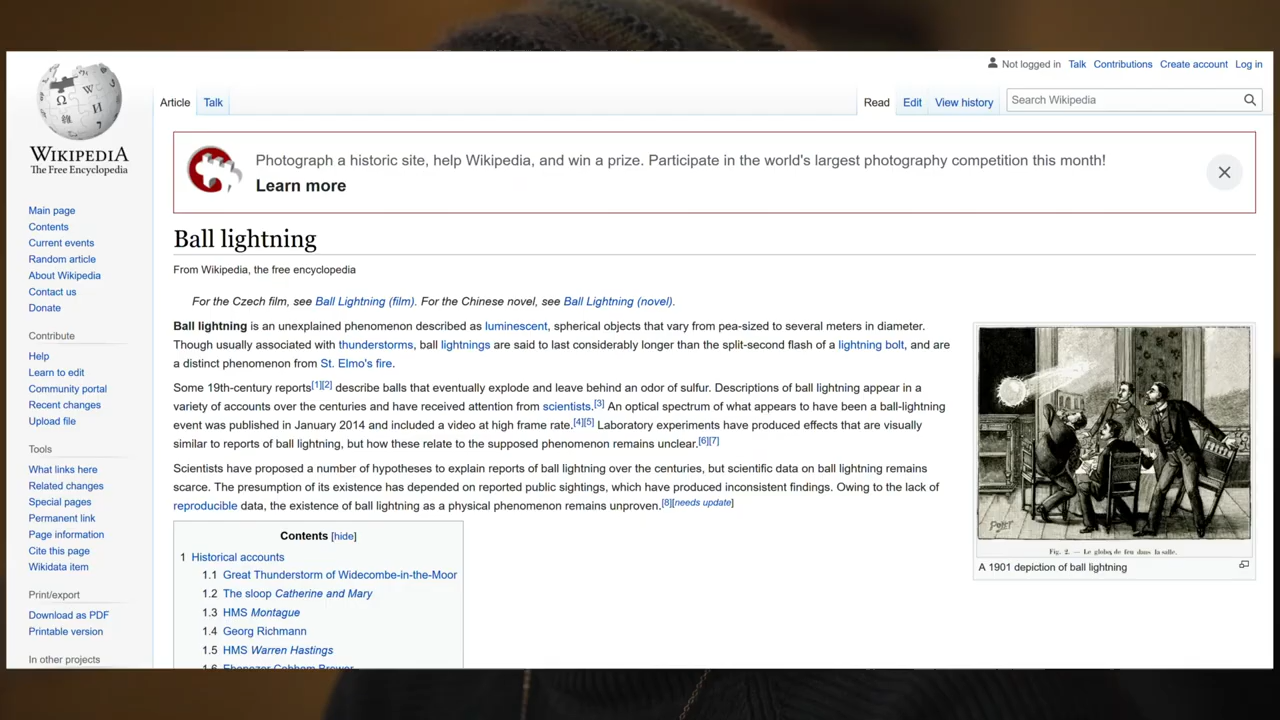 Not logged in Talk Contributions Create account Log in
Article Talk Read Edit View history Search Wikipedia
WIKIPEDIA
The Free Encyclopedia
Main page
Contents
Current events
Random article
About Wikipedia
Contact us
Donate
Contribute
Help
Learn to edit
Community portal
Recent changes
Upload file
Tools
What links here
Related changes
Special pages
Permanent link
Page information
Cite this page
Wikidata item
Print/export
Download as PDF
Printable version
In other projects
Photograph a historic site, help Wikipedia, and win a prize. Participate in the world's largest photography competition this month!
Learn more
Ball lightning
From Wikipedia, the free encyclopedia
For the Czech film, see Ball Lightning (film). For the Chinese novel, see Ball Lightning (novel).
Ball lightning is an unexplained phenomenon described as luminescent, spherical objects that vary from pea-sized to several meters in diameter.
Though usually associated with thunderstorms, ball lightnings are said to last considerably longer than the split-second flash of a lightning bolt, and are
a distinct phenomenon from St. Elmo's fire.
Some 19th-century reports[1][2] describe balls that eventually explode and leave behind an odor of sulfur. Descriptions of ball lightning appear in a
variety of accounts over the centuries and have received attention from scientists.[3] An optical spectrum of what appears to have been a ball-lightning
event was published in January 2014 and included a video at high frame rate.[4][5] Laboratory experiments have produced effects that are visually
similar to reports of ball lightning, but how these relate to the supposed phenomenon remains unclear.[6][7]
Scientists have proposed a number of hypotheses to explain reports of ball lightning over the centuries, but scientific data on ball lightning remains
scarce. The presumption of its existence has depended on reported public sightings, which have produced inconsistent findings. Owing to the lack of
reproducible data, the existence of ball lightning as a physical phenomenon remains unproven.[8][needs update]
Contents [hide]
1 Historical accounts
1.1 Great Thunderstorm of Widecombe-in-the-Moor
1.2 The sloop Catherine and Mary
1.3 HMS Montague
1.4 Georg Richmann
1.5 HMS Warren Hastings
1.6 Ebenezer Cobham Brewer
Fig. 2. — Le globe de feu dans la salle.
A 1901 depiction of ball lightning